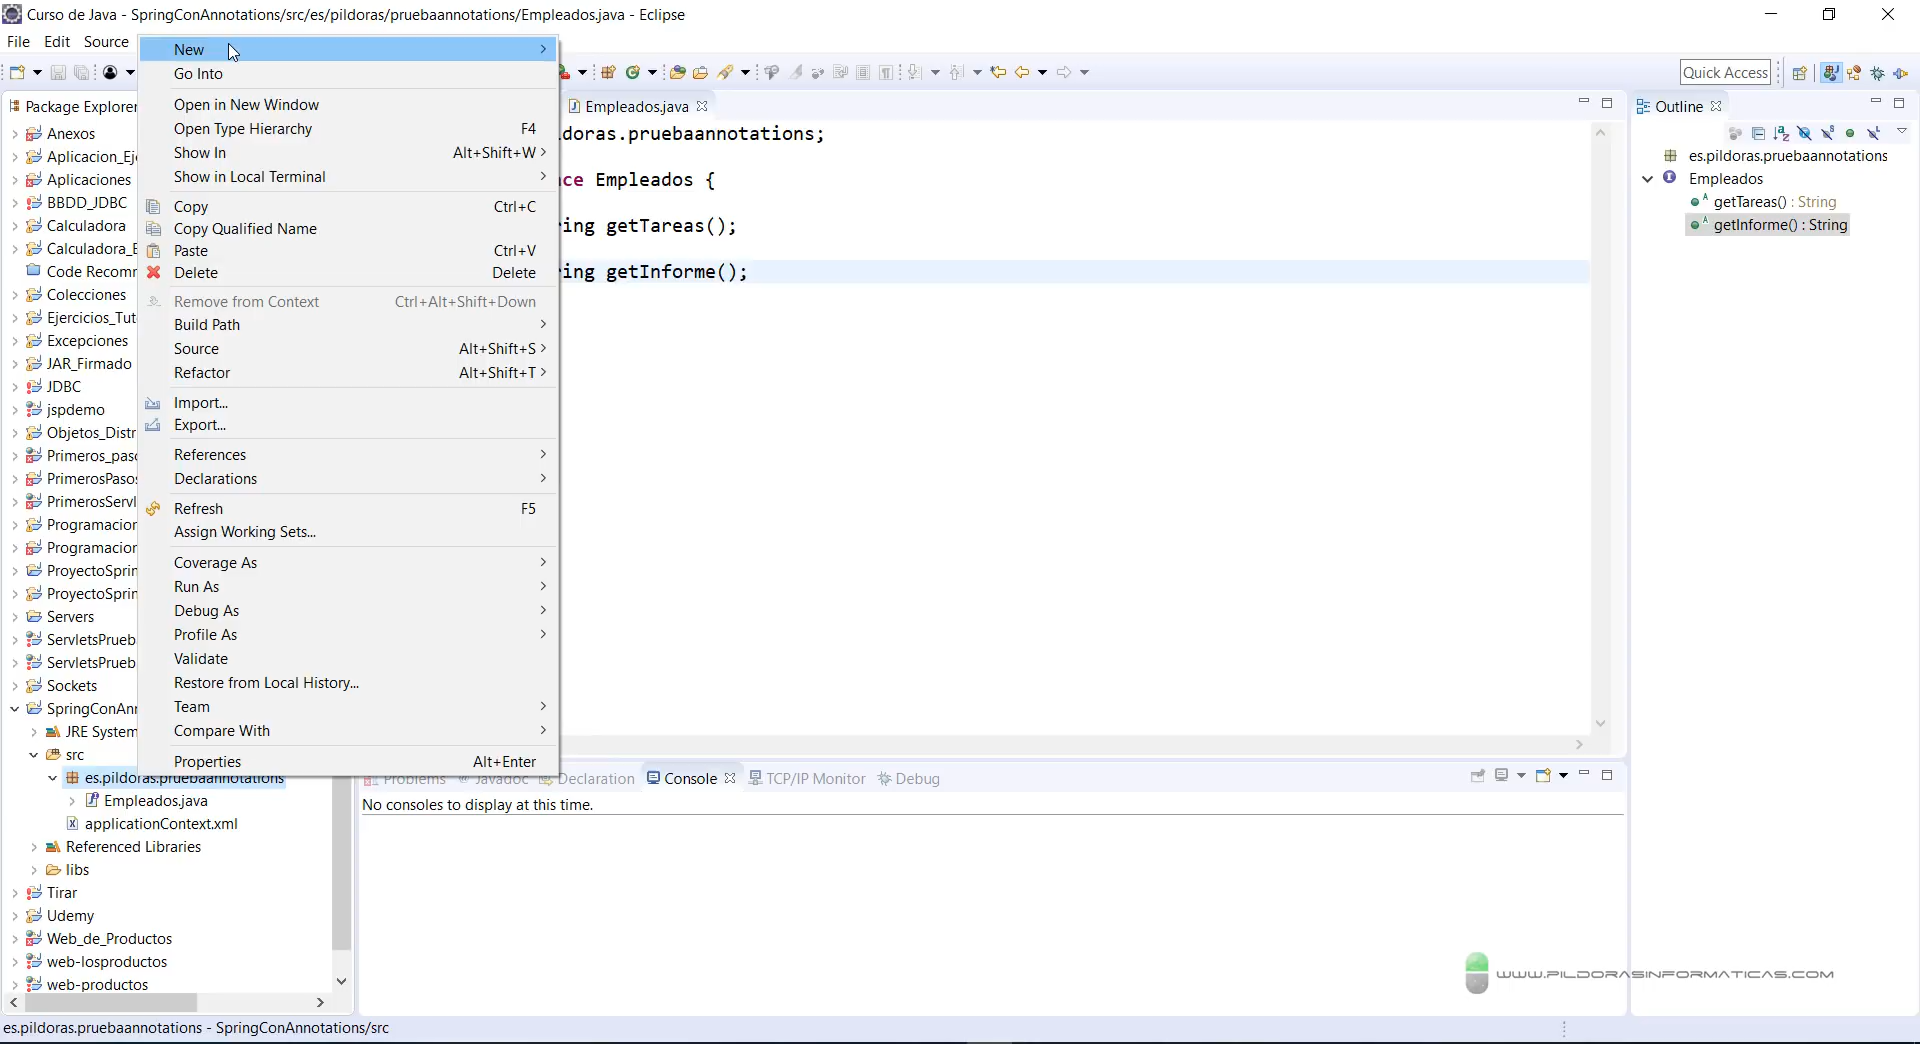 Curso de Java - SpringConAnnotations/src/es/pildoras/pruebaannotations/Empleados.java - Eclipse
File Edit Source
Quick Access
New
Go Into
Open in New Window
Open Type Hierarchy F4
Show In Alt+Shift+W
Show in Local Terminal
Copy Ctrl+C
Copy Qualified Name
Paste Ctrl+V
Delete Delete
Remove from Context Ctrl+Alt+Shift+Down
Build Path
Source Alt+Shift+S
Refactor Alt+Shift+T
Import...
Export...
References
Declarations
Refresh F5
Assign Working Sets...
Coverage As
Run As
Debug As
Profile As
Validate
Restore from Local History...
Team
Compare With
Properties Alt+Enter
Package Explorer
Anexos
Aplicacion_Eje
Aplicaciones
BBDD_JDBC
Calculadora
Calculadora_E
Code Recomm
Colecciones
Ejercicios_Tut
Excepciones
JAR_Firmado
JDBC
jspdemo
Objetos_Distr
Primeros_paso
PrimerosPasos
PrimerosServl
Programacion
Programacion
ProyectoSprin
ProyectoSprin
Servers
ServletsPrueb
ServletsPrueb
Sockets
SpringConAnn
JRE System
src
es.pildoras.pruebaannotations
Empleados.java
applicationContext.xml
Referenced Libraries
libs
Tirar
Udemy
Web_de_Productos
web-losproductos
web-productos
Empleados.java
ldoras.pruebaannotations;
ace Empleados {
ring getTareas();
ring getInforme();
Outline
es.pildoras.pruebaannotations
Empleados
getTareas() : String
getInforme() : String
Problems Javadoc Declaration Console TCP/IP Monitor Debug
No consoles to display at this time.
WWW.PILDORASINFORMATICAS.COM
es.pildoras.pruebaannotations - SpringConAnnotations/src